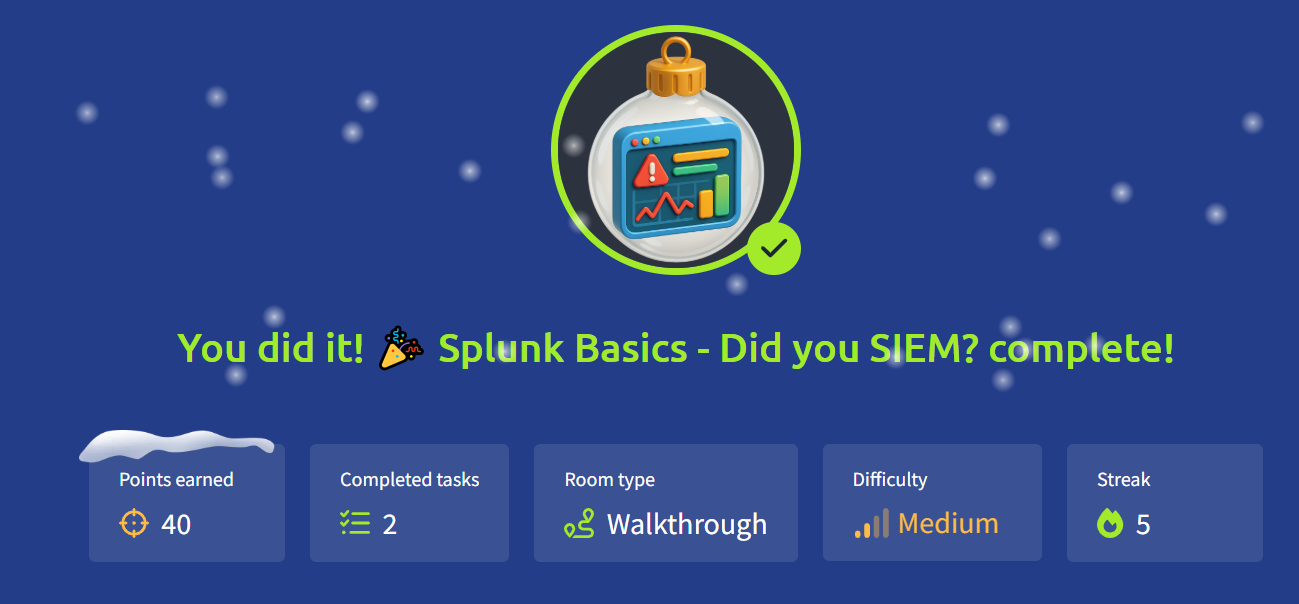 You did it! 🎉 Splunk Basics - Did you SIEM? complete!
Points earned
40
Completed tasks
2
Room type
Walkthrough
Difficulty
Medium
Streak
5